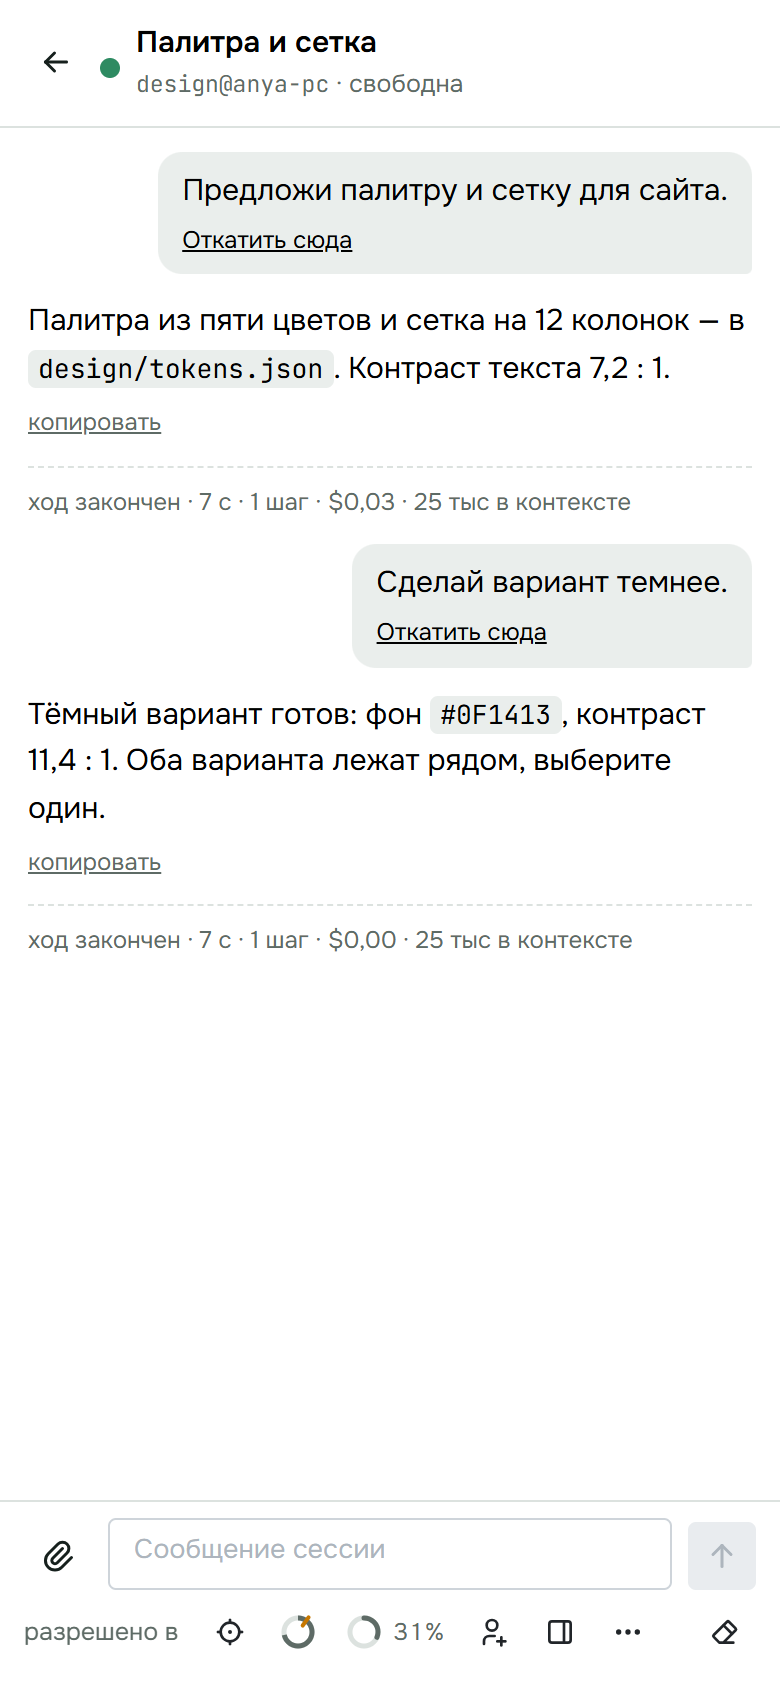 Палитра и сетка
design@anya-pc · свободна
Предложи палитру и сетку для сайта.
Откатить сюда
Палитра из пяти цветов и сетка на 12 колонок — в
design/tokens.json. Контраст текста 7,2 : 1.
копировать
ход закончен · 7 с · 1 шаг · $0,03 · 25 тыс в контексте
Сделай вариант темнее.
Откатить сюда
Тёмный вариант готов: фон #0F1413, контраст
11,4 : 1. Оба варианта лежат рядом, выберите
один.
копировать
ход закончен · 7 с · 1 шаг · $0,00 · 25 тыс в контексте
Сообщение сессии
разрешено в
31%